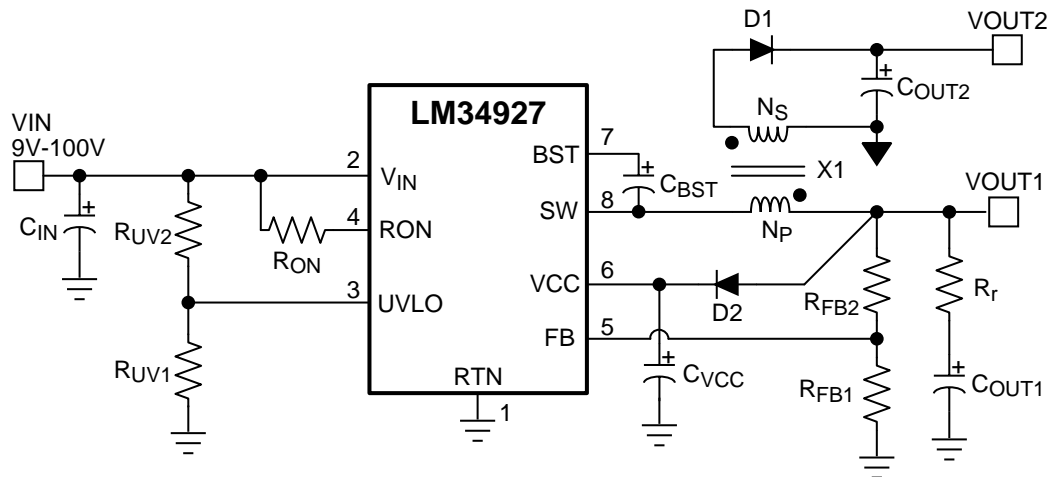 D1
VOUT2
COUT2
NS
LM34927
VIN
9V-100V
7
BST
X1
2
VIN
CBST
VOUT1
8
SW
CIN
RUV2
4
RON
RON
NP
6
VCC
Rr
3
UVLO
D2
RFB2
5
FB
RUV1
CVCC
RTN
RFB1
COUT1
1
+
+
+
+
+